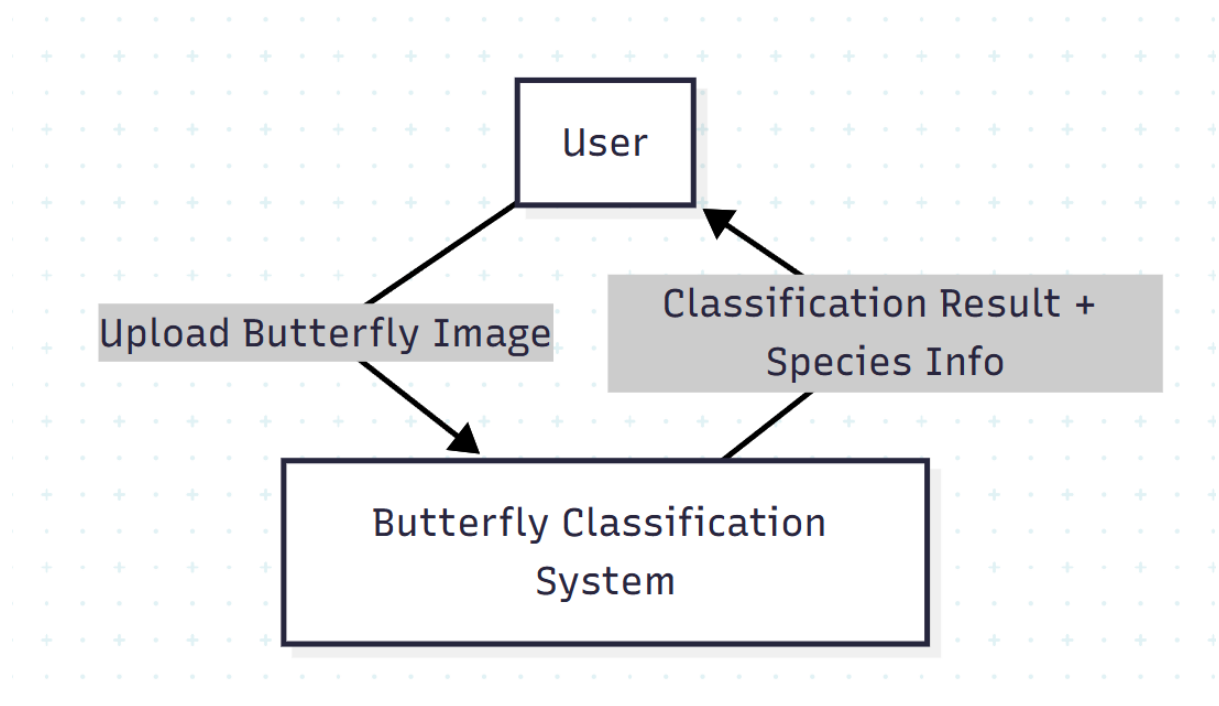 User
Upload Butterfly Image
Classification Result +
Species Info
Butterfly Classification
System